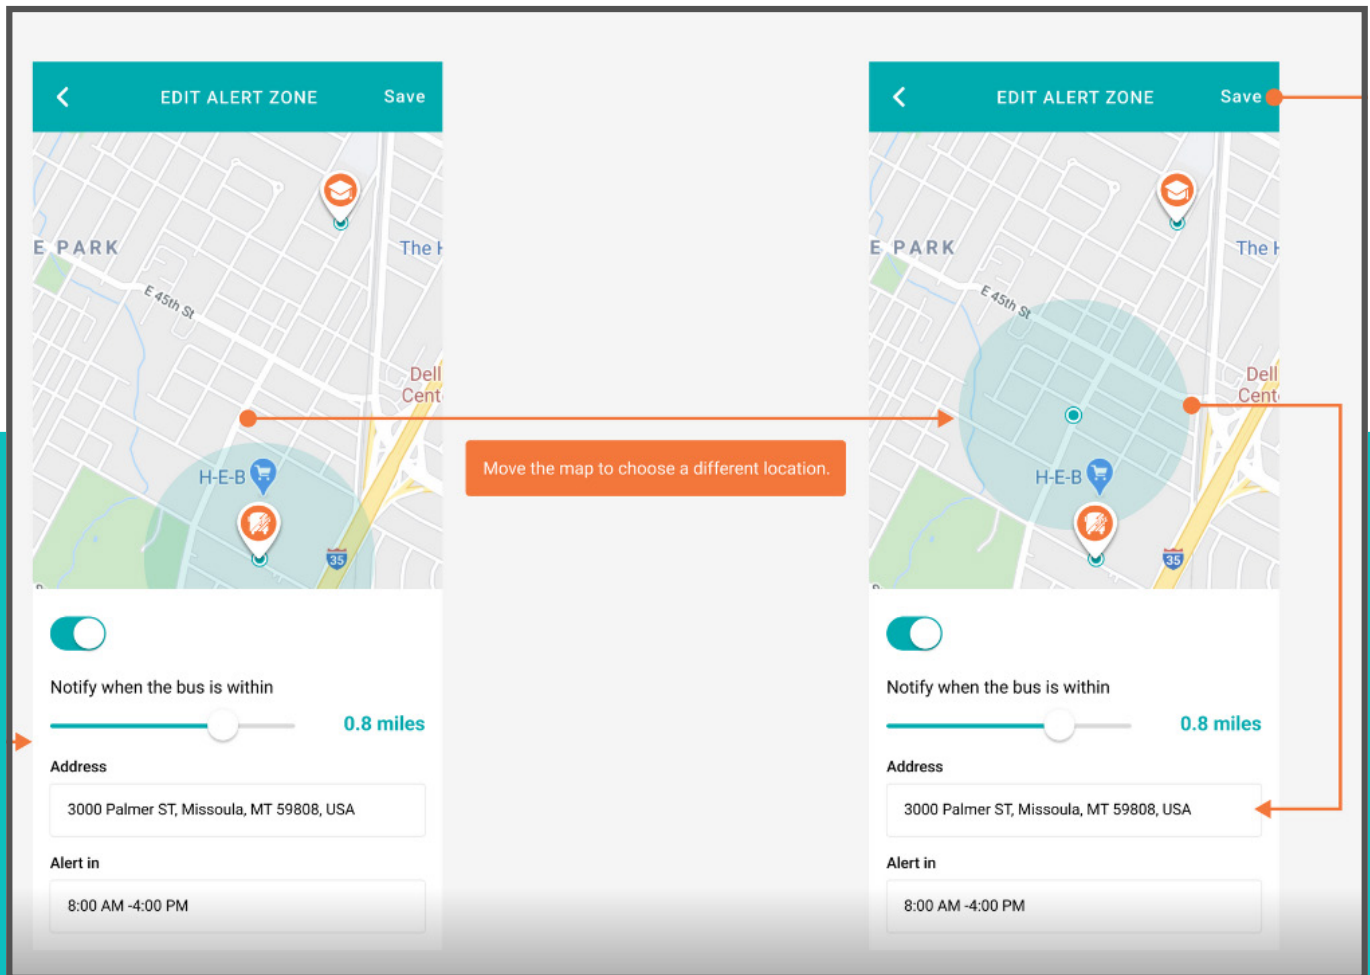 EDIT ALERT ZONE
Save
E PARK
The H
E 45th St
Dell
Cent
H-E-B
35
Notify when the bus is within
0.8 miles
Address
3000 Palmer ST, Missoula, MT 59808, USA
Alert in
8:00 AM -4:00 PM
Move the map to choose a different location.
EDIT ALERT ZONE
Save
E PARK
The H
E 45th St
Dell
Cent
H-E-B
35
Notify when the bus is within
0.8 miles
Address
3000 Palmer ST, Missoula, MT 59808, USA
Alert in
8:00 AM -4:00 PM